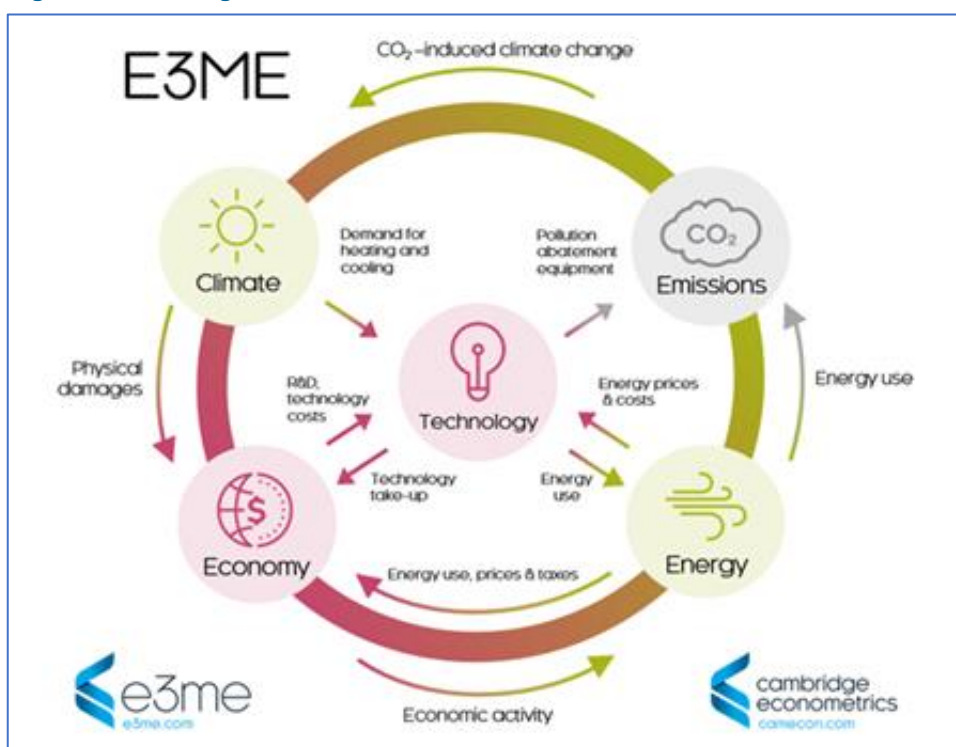 CO₂-induced climate change
E3ME
Climate
Demand for
heating and
cooling
Pollution
abatement
equipment
CO₂
Emissions
Physical
damages
R&D,
technology
costs
Technology
Energy prices
& costs
Energy use
Technology
take-up
Energy
use
$
Economy
Energy
Energy use, prices & taxes
Economic activity
e3me
e3me.com
cambridge
econometrics
camecon.com